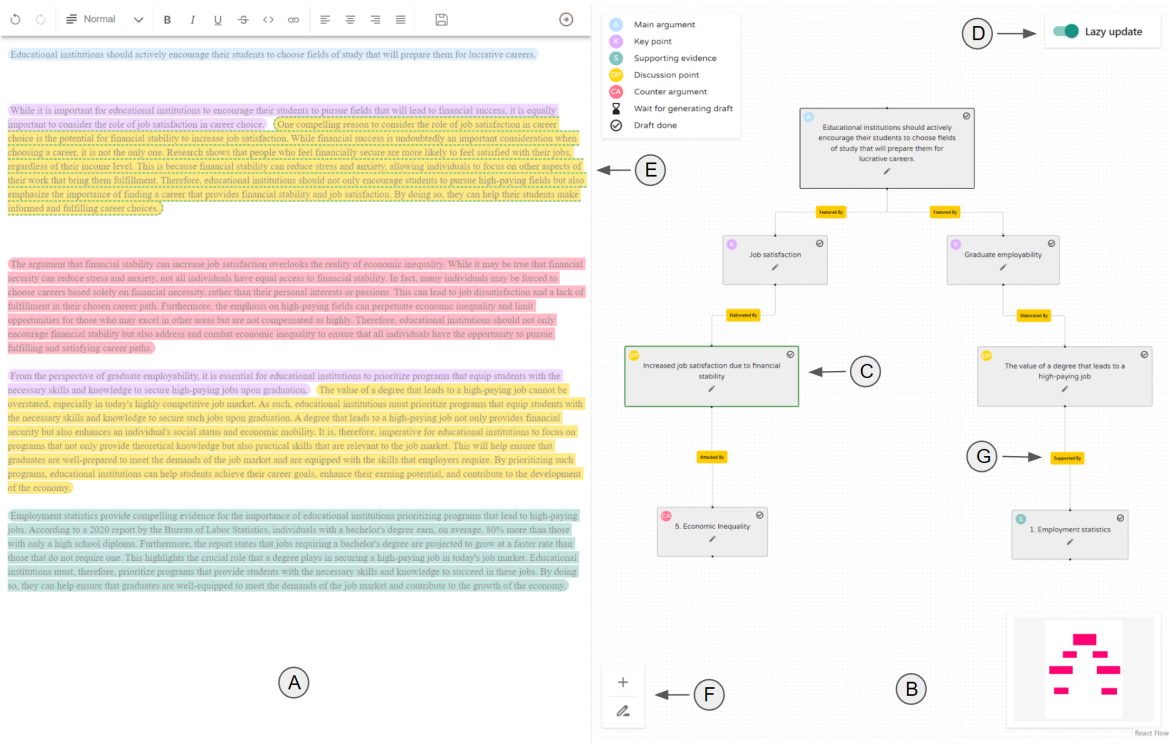 Normal
B I U S
Educational institutions should actively encourage their students to choose fields of study that will prepare them for lucrative careers.
While it is important for educational institutions to encourage their students to pursue fields that will lead to financial success, it is equally
important to consider the role of job satisfaction in career choice. One compelling reason to consider the role of job satisfaction in career
choice is the potential for financial stability to increase job satisfaction. While financial success is undoubtedly an important consideration when
choosing a career, it is not the only one. Research shows that people who feel financially secure are more likely to feel satisfied with their jobs,
regardless of their income level. This is because financial stability can reduce stress and anxiety, allowing individuals to focus on other aspects of
their work that bring them fulfillment. Therefore, educational institutions should not only encourage students to pursue high-paying fields but also
emphasize the importance of finding a career that provides financial stability and job satisfaction. By doing so, they can help their students make
informed and fulfilling career choices.
The argument that financial stability can increase job satisfaction overlooks the reality of economic inequality. While it may be true that financial
security can reduce stress and anxiety, not all individuals have equal access to financial stability. In fact, many individuals may be forced to
choose careers based solely on financial necessity, rather than their personal interests or passions. This can lead to job dissatisfaction and a lack of
fulfillment in their chosen career path. Furthermore, the emphasis on high-paying fields can perpetuate economic inequality and limit
opportunities for those who may excel in other areas but are not compensated as highly. Therefore, educational institutions should not only
encourage financial stability but also address and combat economic inequality to ensure that all individuals have the opportunity to pursue
fulfilling and satisfying career paths.
From the perspective of graduate employability, it is essential for educational institutions to prioritize programs that equip students with the
necessary skills and knowledge to secure high-paying jobs upon graduation. The value of a degree that leads to a high-paying job cannot be
overstated, especially in today's highly competitive job market. As such, educational institutions must prioritize programs that equip students with
the necessary skills and knowledge to secure such jobs upon graduation. A degree that leads to a high-paying job not only provides financial
security but also enhances an individual's social status and economic mobility. It is, therefore, imperative for educational institutions to focus on
programs that not only provide theoretical knowledge but also practical skills that are relevant to the job market. This will help ensure that
graduates are well-prepared to meet the demands of the job market and are equipped with the skills that employers require. By prioritizing such
programs, educational institutions can help students achieve their career goals, enhance their earning potential, and contribute to the development
of the economy.
Employment statistics provide compelling evidence for the importance of educational institutions prioritizing programs that lead to high-paying
jobs. According to a 2020 report by the Bureau of Labor Statistics, individuals with a bachelor's degree earn, on average, 80% more than those
with only a high school diploma. Furthermore, the report states that jobs requiring a bachelor's degree are projected to grow at a faster rate than
those that do not require one. This highlights the crucial role that a degree plays in securing a high-paying job in today's job market. Educational
institutions must, therefore, prioritize programs that provide students with the necessary skills and knowledge to succeed in these jobs. By doing
so, they can help ensure that graduates are well-equipped to meet the demands of the job market and contribute to the growth of the economy.
A
A Main argument
K Key point
S Supporting evidence
DP Discussion point
CA Counter argument
Wait for generating draft
Draft done
D
Lazy update
E
A
Educational institutions should actively
encourage their students to choose fields
of study that will prepare them for
lucrative careers.
Featured By
Featured By
K
Job satisfaction
K
Graduate employability
Elaborated By
Elaborated By
DP
Increased job satisfaction due to financial
stability
C
DP
The value of a degree that leads to a
high-paying job
Attacked By
G
Supported By
CA
5. Economic Inequality
S
1. Employment statistics
F
B
React Flow